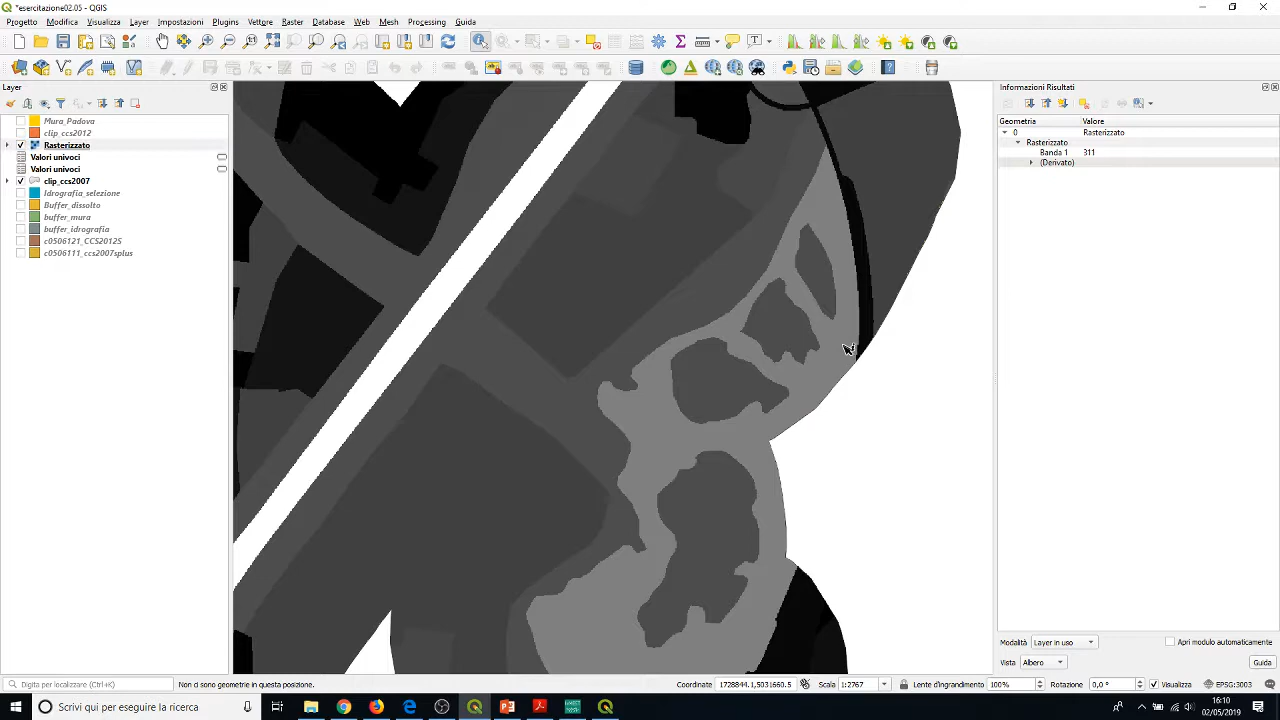 *esercitazione02.05 - QGIS
Progetto Modifica Visualizza Layer Impostazioni Plugins Vettore Raster Database Web Mesh Processing Guida
Layer
Mura_Padova
clip_ccs2012
Rasterizzato
Valori univoci
Valori univoci
clip_ccs2007
Idrografia_selezione
Buffer_dissolto
buffer_mura
buffer_idrografia
c0506121_CCS2012S
c0506111_ccs2007splus
Informazioni Risultati
Geometria Valore
0 Rasterizzato
Rasterizzato
Banda 1 311
(Derivato)
Modalità Layer in uso Apri modulo automaticamente
Vista Albero Guida
Digita per localizzare (Ctrl+K) Non ci sono geometrie in questa posizione. Coordinate 1728844.1,5031660.5 Scala 1:2767 Lente d'ingrandimento 100% Rotazione 0,0 ° Visualizza EPSG:3003
Scrivi qui per eseguire la ricerca
16:10
02/05/2019